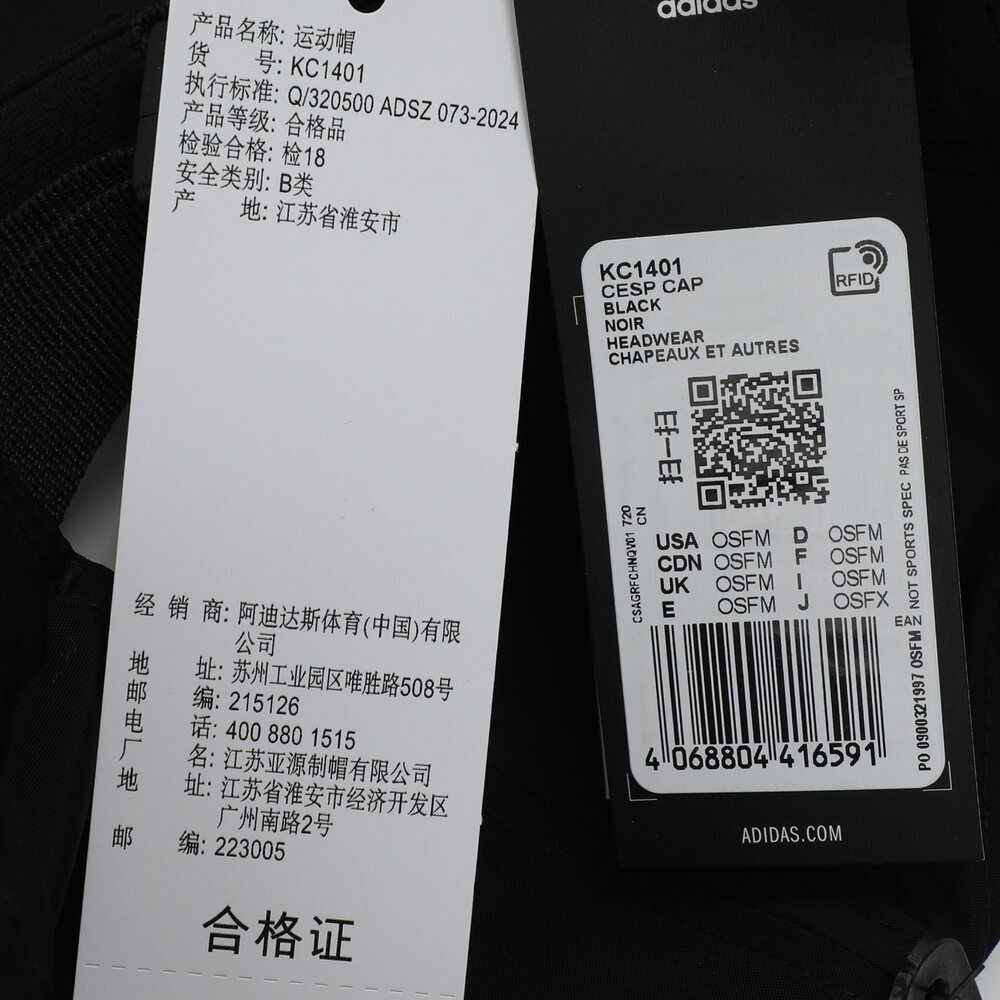 产品名称: 运动帽
货 号: KC1401
执行标准: Q/320500 ADSZ 073-2024
产品等级: 合格品
检验合格: 检18
安全类别: B类
产 地: 江苏省淮安市
经 销 商: 阿迪达斯体育(中国)有限
公司
地 址: 苏州工业园区唯胜路508号
邮 编: 215126
电 话: 400 880 1515
厂 名: 江苏亚源制帽有限公司
地 址: 江苏省淮安市经济开发区
广州南路2号
邮 编: 223005
合格证
adidas
KC1401
CESP CAP
BLACK
NOIR
HEADWEAR
CHAPEAUX ET AUTRES
RFID
扫一扫
CSAGRFCHNQV01 720
CN
USA OSFM D OSFM
CDN OSFM F OSFM
UK OSFM I OSFM
E OSFM J OSFX
EAN NOT SPORTS SPEC PAS DE SPORT SP
PO 0900321997 OSFM
4 068804 416591
ADIDAS.COM